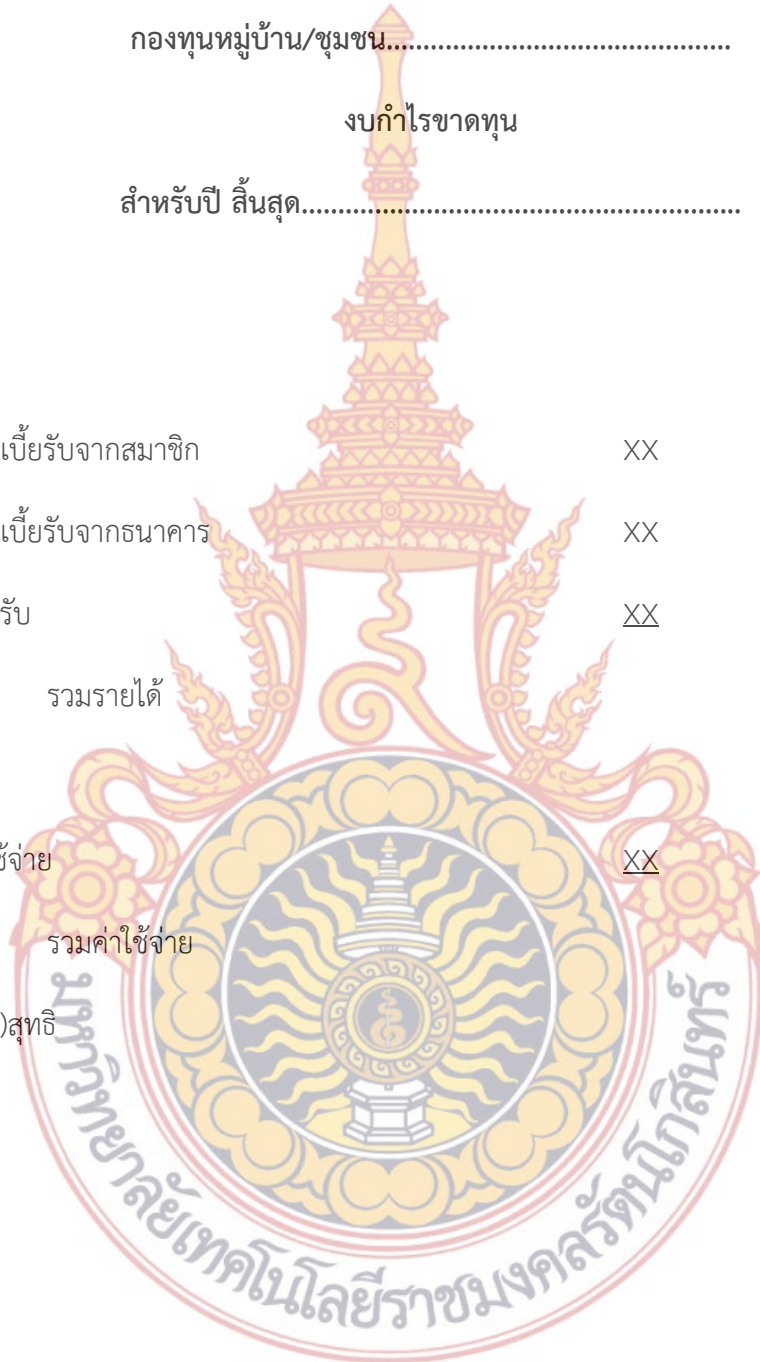 กองทุนหมู่บ้าน/ชุมชน...............................................
งบกำไรขาดทุน
สำหรับปี สิ้นสุด............................................................
เบี้ยรับจากสมาชิก XX
เบี้ยรับจากธนาคาร XX
รับ XX
รวมรายได้
ช้จ่าย XX
รวมค่าใช้จ่าย
)สุทธิ
มหาวิทยาลัยเทคโนโลยีราชมงคลรัตนโกสินทร์